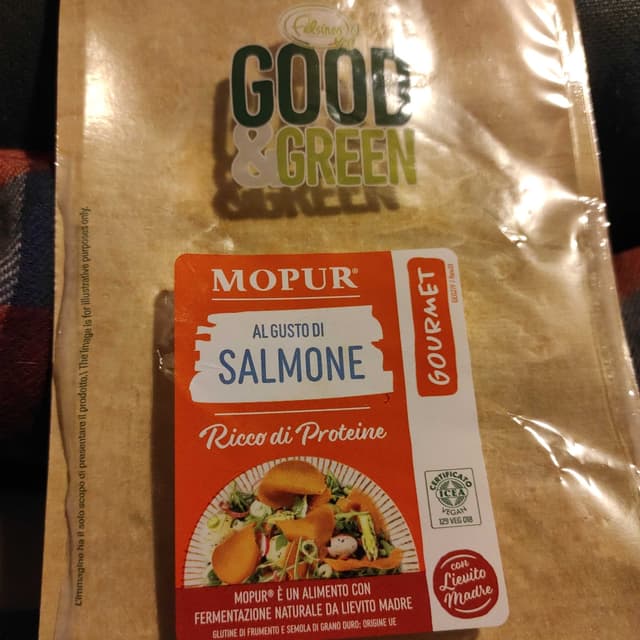 GOOD
&GREEN
MOPUR®
AL GUSTO DI
SALMONE
Ricco di Proteine
GOURMET
CERTIFICATO
ICEA
VEGAN
129 VEG 018
con
Lievito
Madre
MOPUR® È UN ALIMENTO CON
FERMENTAZIONE NATURALE DA LIEVITO MADRE
GLUTINE DI FRUMENTO E SEMOLA DI GRANO DURO: ORIGINE UE
L'immagine ha il solo scopo di presentare il prodotto.\ The image is for illustrative purposes only.